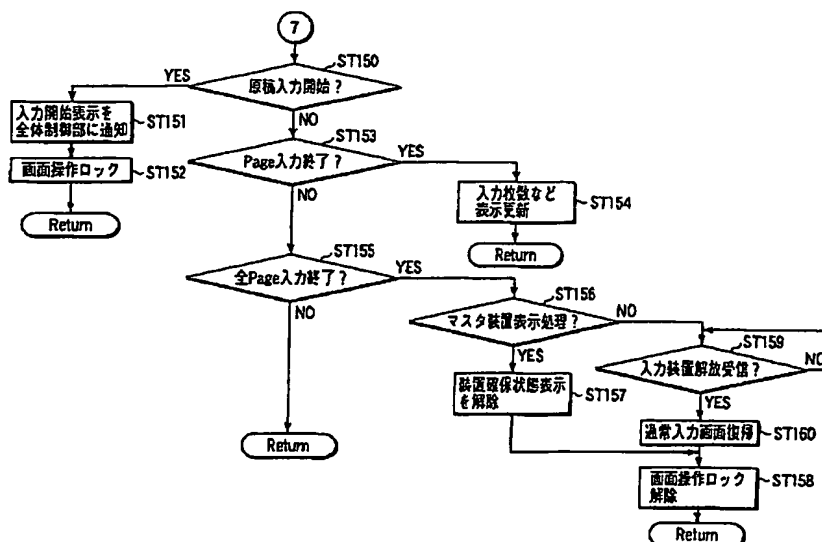 7
ST150
原稿入力開始?
YES
NO
入力開始表示を
全体制御部に通知
ST151
画面操作ロック
ST152
Return
ST153
Page入力終了?
YES
NO
入力枚数など
表示更新
ST154
Return
ST155
全Page入力終了?
YES
NO
Return
ST156
マスタ装置表示処理?
NO
YES
装置確保状態表示
を解除
ST157
ST159
入力装置解放受信?
NO
YES
通常入力画面復帰
ST160
画面操作ロック
解除
ST158
Return